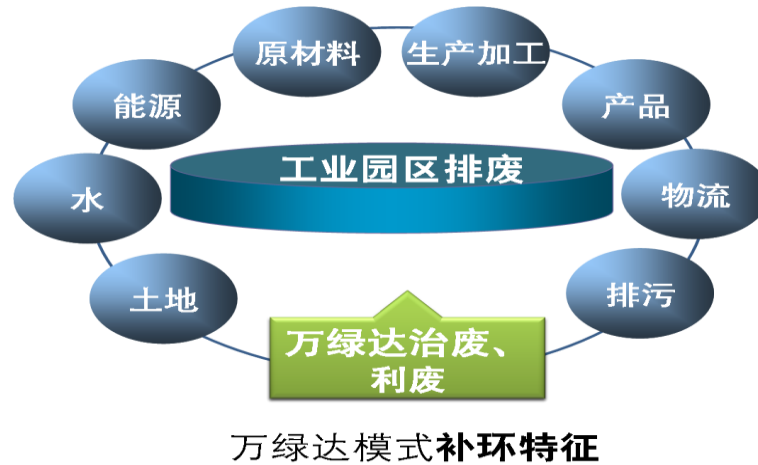 原材料
生产加工
能源
产品
工业园区排废
水
物流
土地
排污
万绿达治废、
利废
万绿达模式补环特征